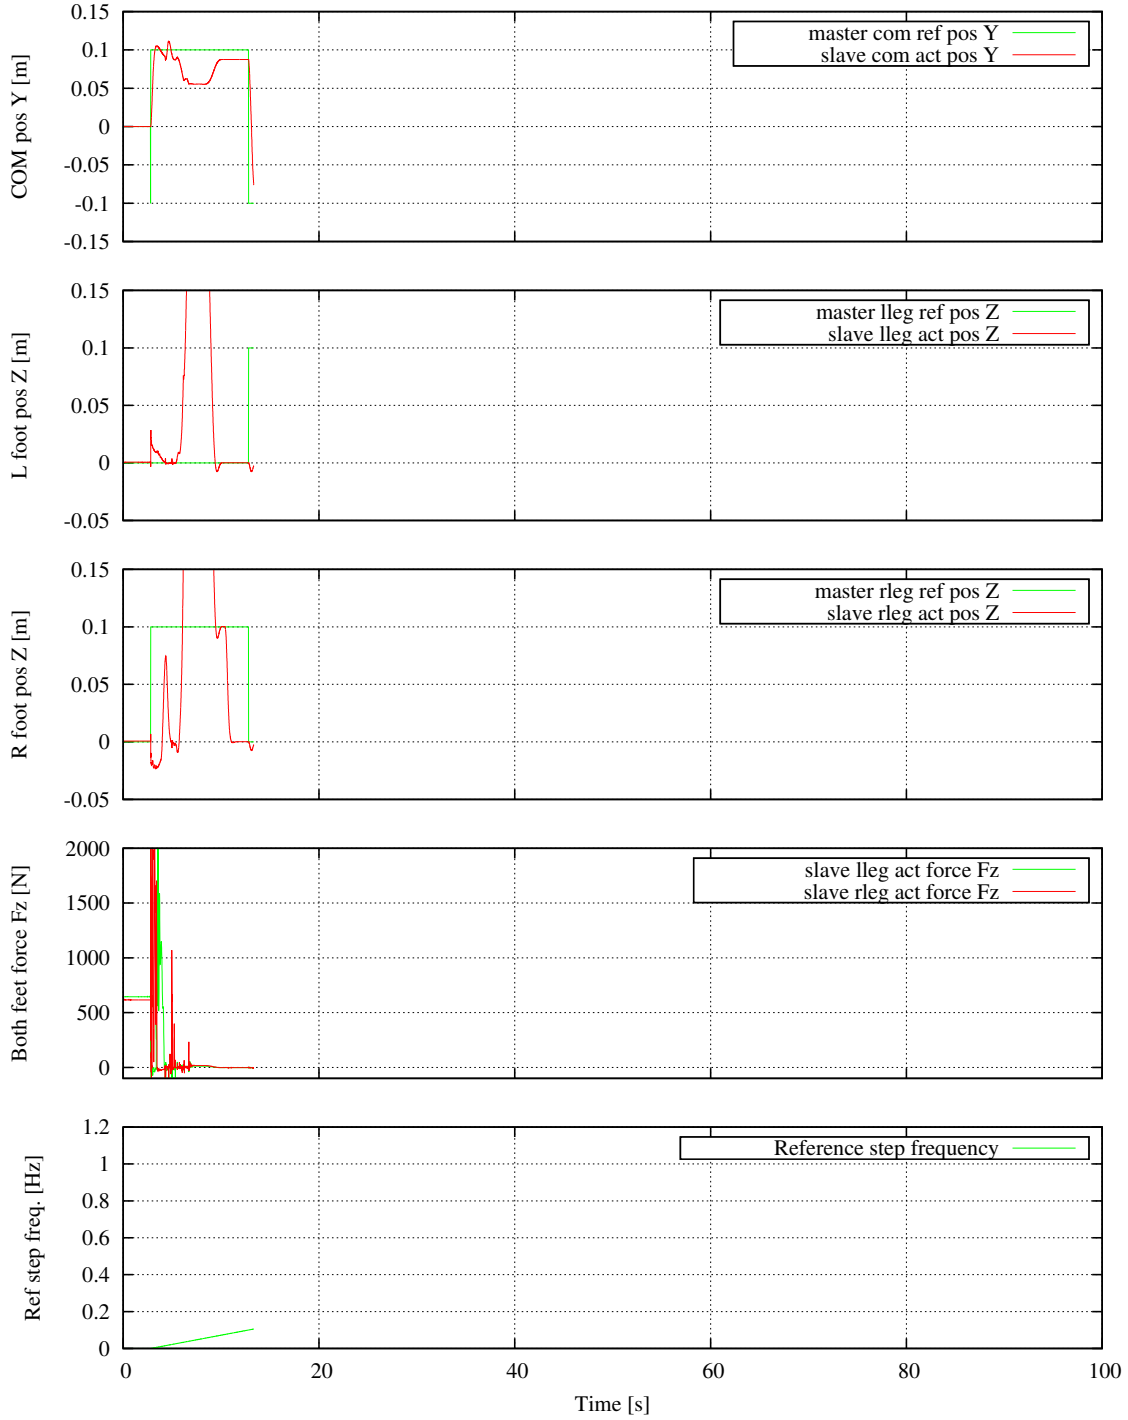 0.15
0.1
0.05
0
-0.05
-0.1
-0.15
COM pos Y [m]
master com ref pos Y
slave com act pos Y
0.15
0.1
0.05
0
-0.05
L foot pos Z [m]
master lleg ref pos Z
slave lleg act pos Z
0.15
0.1
0.05
0
-0.05
R foot pos Z [m]
master rleg ref pos Z
slave rleg act pos Z
2000
1500
1000
500
0
Both feet force Fz [N]
slave lleg act force Fz
slave rleg act force Fz
1.2
1
0.8
0.6
0.4
0.2
0
Ref step freq. [Hz]
Reference step frequency
0 20 40 60 80 100
Time [s]